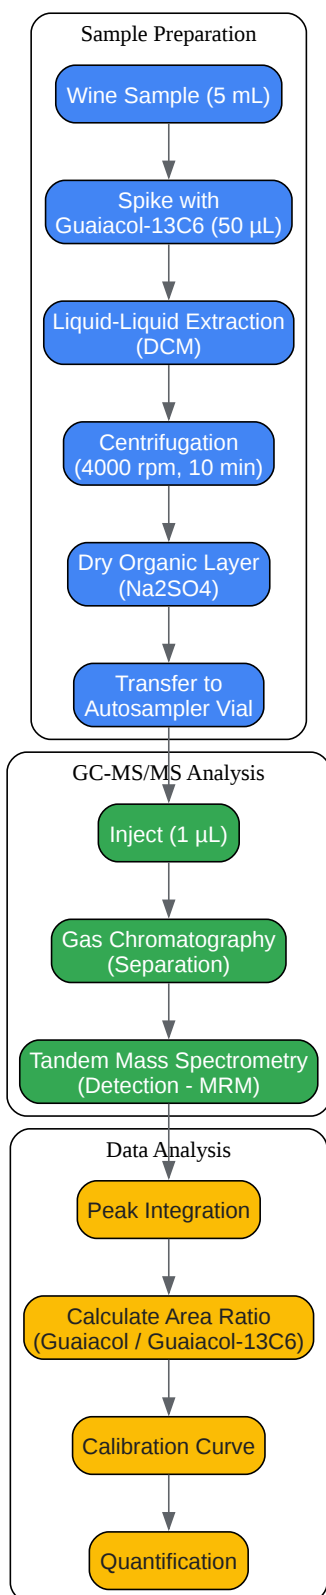 Sample Preparation
Wine Sample (5 mL)
Spike with
Guaiacol-13C6 (50 µL)
Liquid-Liquid Extraction
(DCM)
Centrifugation
(4000 rpm, 10 min)
Dry Organic Layer
(Na2SO4)
Transfer to
Autosampler Vial
GC-MS/MS Analysis
Inject (1 µL)
Gas Chromatography
(Separation)
Tandem Mass Spectrometry
(Detection - MRM)
Data Analysis
Peak Integration
Calculate Area Ratio
(Guaiacol / Guaiacol-13C6)
Calibration Curve
Quantification